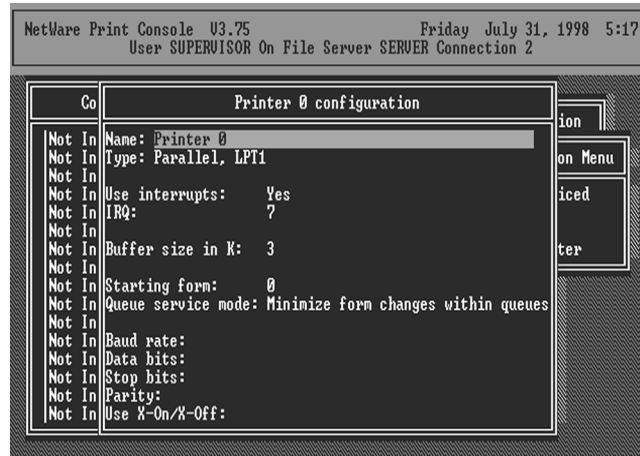 NetWare Print Console V3.75 Friday July 31, 1998 5:17
User SUPERVISOR On File Server SERVER Connection 2
Co Printer 0 configuration
ion
Not In Name: Printer 0
Not In Type: Parallel, LPT1 on Menu
Not In
Not In Use interrupts: Yes iced
Not In IRQ: 7
Not In
Not In Buffer size in K: 3 ter
Not In
Not In Starting form: 0
Not In Queue service mode: Minimize form changes within queues
Not In
Not In Baud rate:
Not In Data bits:
Not In Stop bits:
Not In Parity:
Not In Use X-On/X-Off: